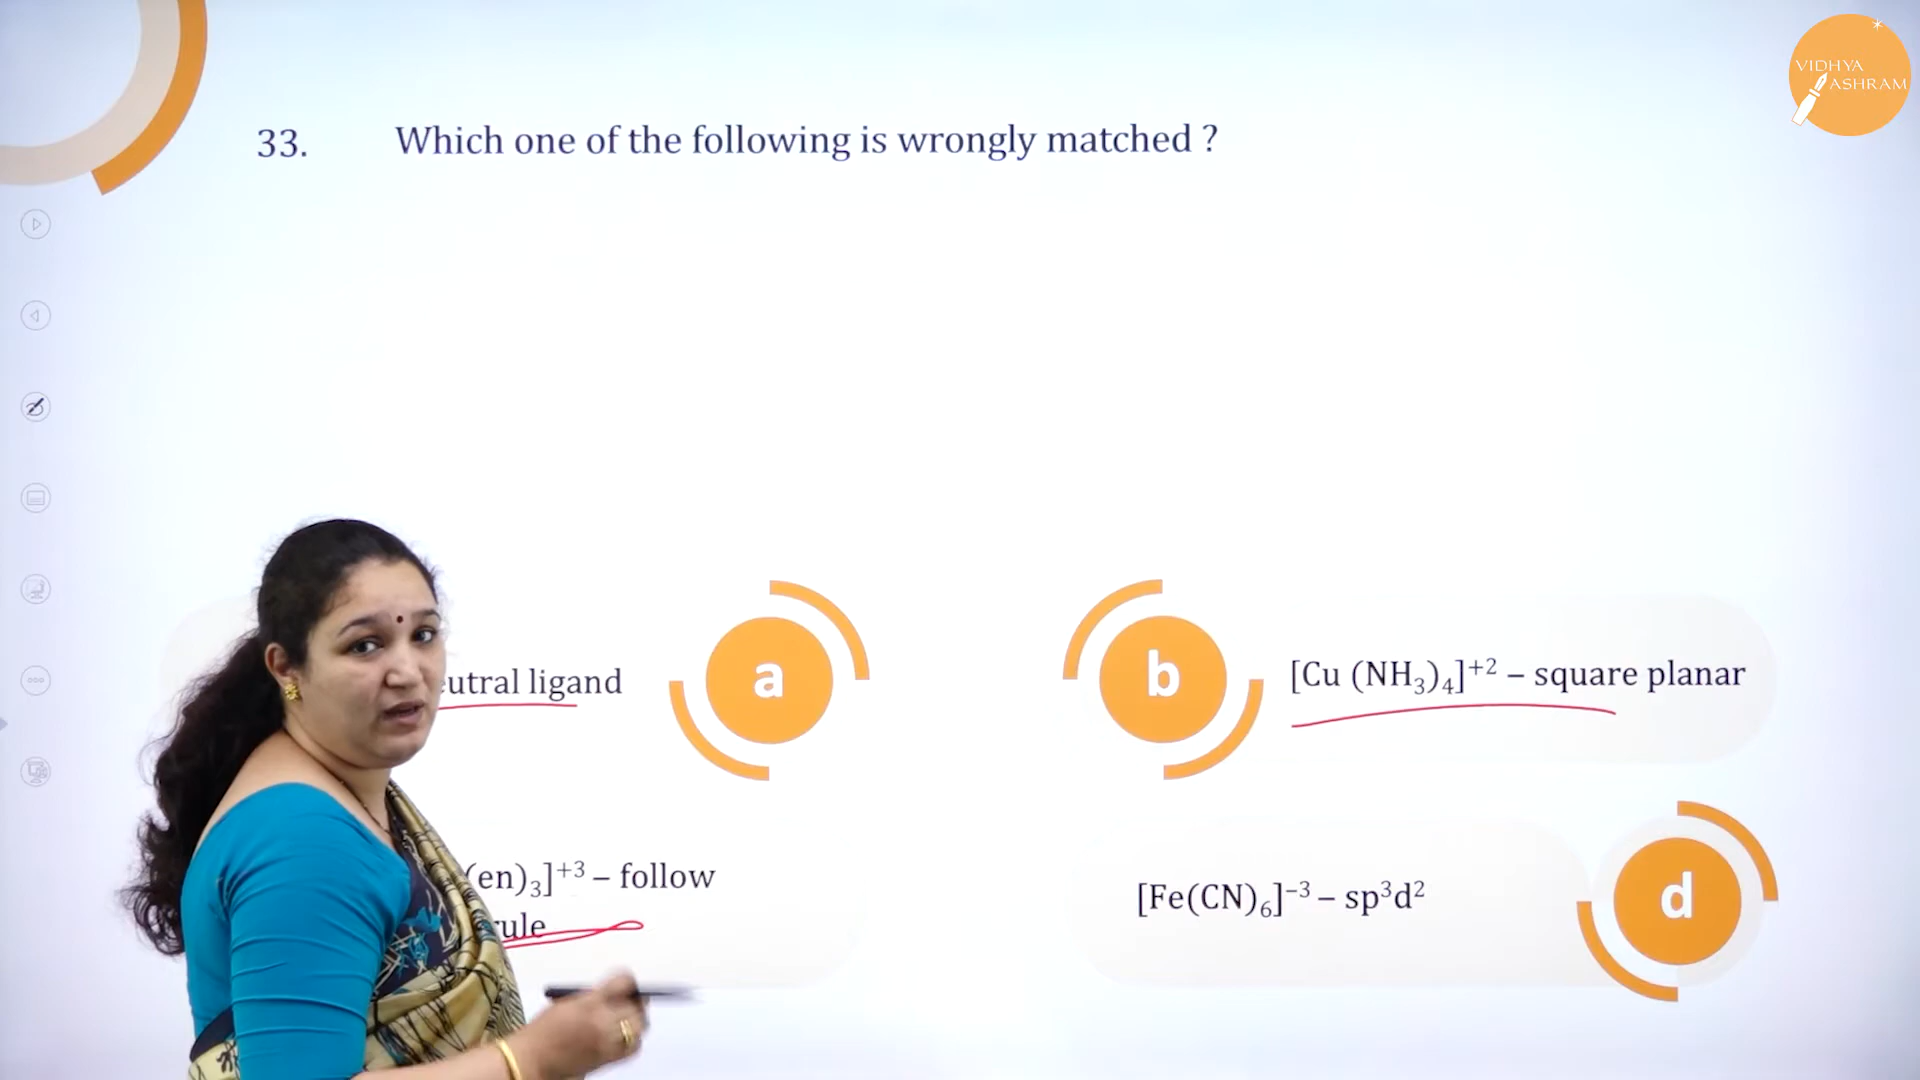 VIDHYA
ASHRAM
33. Which one of the following is wrongly matched ?
utral ligand
a
b
[Cu (NH₃)₄]⁺² – square planar
(en)₃]⁺³ – follow
rule
[Fe(CN)₆]⁻³ – sp³d²
d